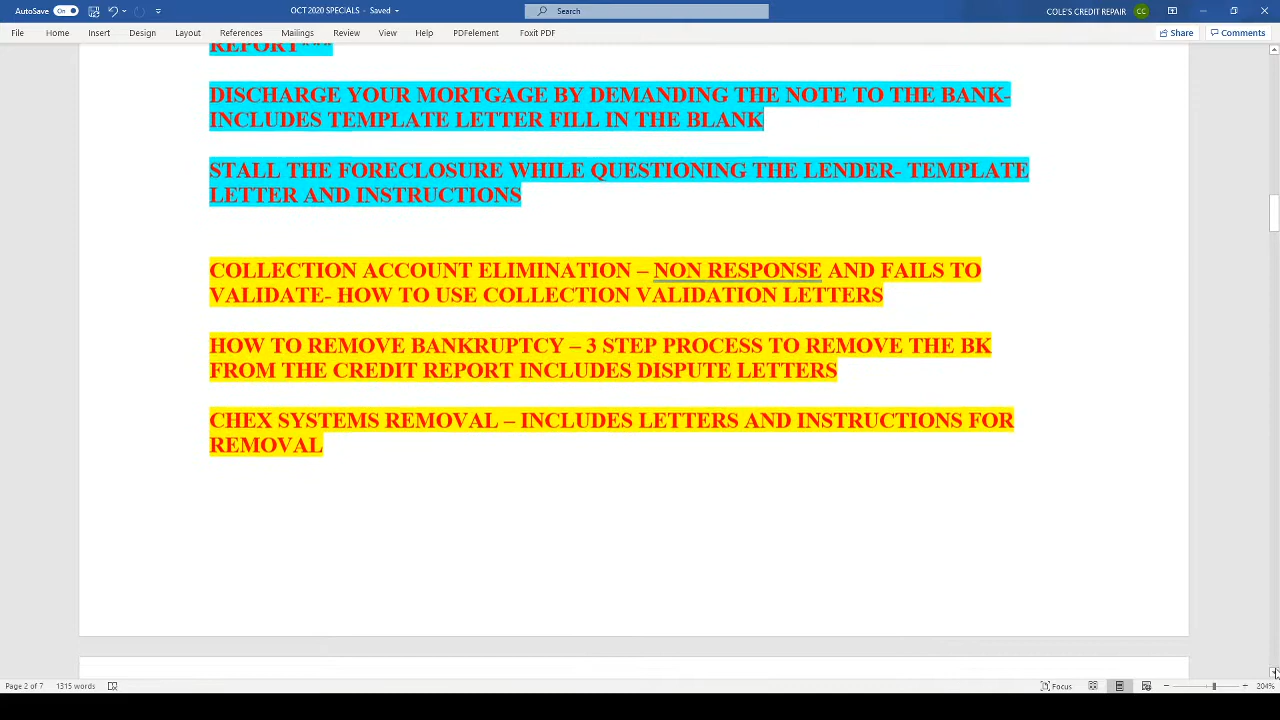 AutoSave On OCT 2020 SPECIALS - Saved Search COLE'S CREDIT REPAIR CC
File Home Insert Design Layout References Mailings Review View Help PDFelement Foxit PDF Share Comments
REPORT***
DISCHARGE YOUR MORTGAGE BY DEMANDING THE NOTE TO THE BANK-
INCLUDES TEMPLATE LETTER FILL IN THE BLANK
STALL THE FORECLOSURE WHILE QUESTIONING THE LENDER- TEMPLATE
LETTER AND INSTRUCTIONS
COLLECTION ACCOUNT ELIMINATION – NON RESPONSE AND FAILS TO
VALIDATE- HOW TO USE COLLECTION VALIDATION LETTERS
HOW TO REMOVE BANKRUPTCY – 3 STEP PROCESS TO REMOVE THE BK
FROM THE CREDIT REPORT INCLUDES DISPUTE LETTERS
CHEX SYSTEMS REMOVAL – INCLUDES LETTERS AND INSTRUCTIONS FOR
REMOVAL
Page 2 of 7 1315 words Focus 204%